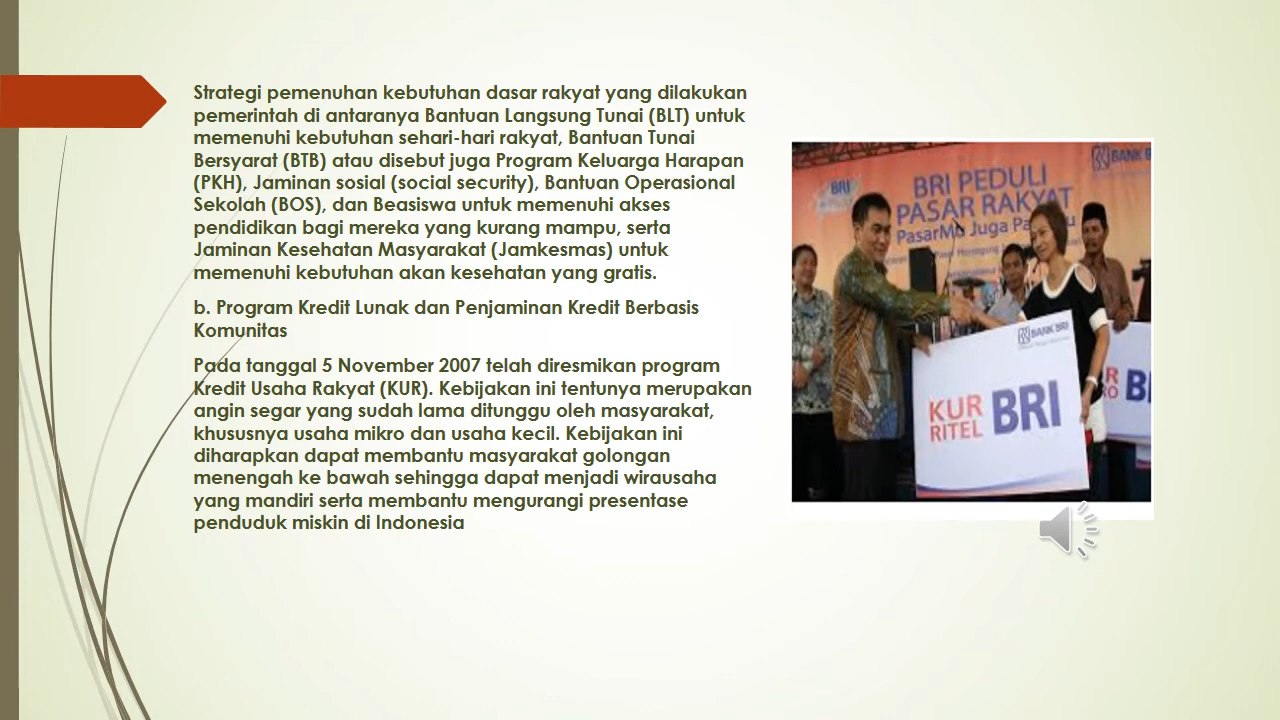 Strategi pemenuhan kebutuhan dasar rakyat yang dilakukan
pemerintah di antaranya Bantuan Langsung Tunai (BLT) untuk
memenuhi kebutuhan sehari-hari rakyat, Bantuan Tunai
Bersyarat (BTB) atau disebut juga Program Keluarga Harapan
(PKH), Jaminan sosial (social security), Bantuan Operasional
Sekolah (BOS), dan Beasiswa untuk memenuhi akses
pendidikan bagi mereka yang kurang mampu, serta
Jaminan Kesehatan Masyarakat (Jamkesmas) untuk
memenuhi kebutuhan akan kesehatan yang gratis.
b. Program Kredit Lunak dan Penjaminan Kredit Berbasis
Komunitas
Pada tanggal 5 November 2007 telah diresmikan program
Kredit Usaha Rakyat (KUR). Kebijakan ini tentunya merupakan
angin segar yang sudah lama ditunggu oleh masyarakat,
khususnya usaha mikro dan usaha kecil. Kebijakan ini
diharapkan dapat membantu masyarakat golongan
menengah ke bawah sehingga dapat menjadi wirausaha
yang mandiri serta membantu mengurangi presentase
penduduk miskin di Indonesia
BANK B
BRI
BRI PEDULI
PASAR RAKYAT
PasarMu Juga
BANK BRI
KUR
RITEL
BRI